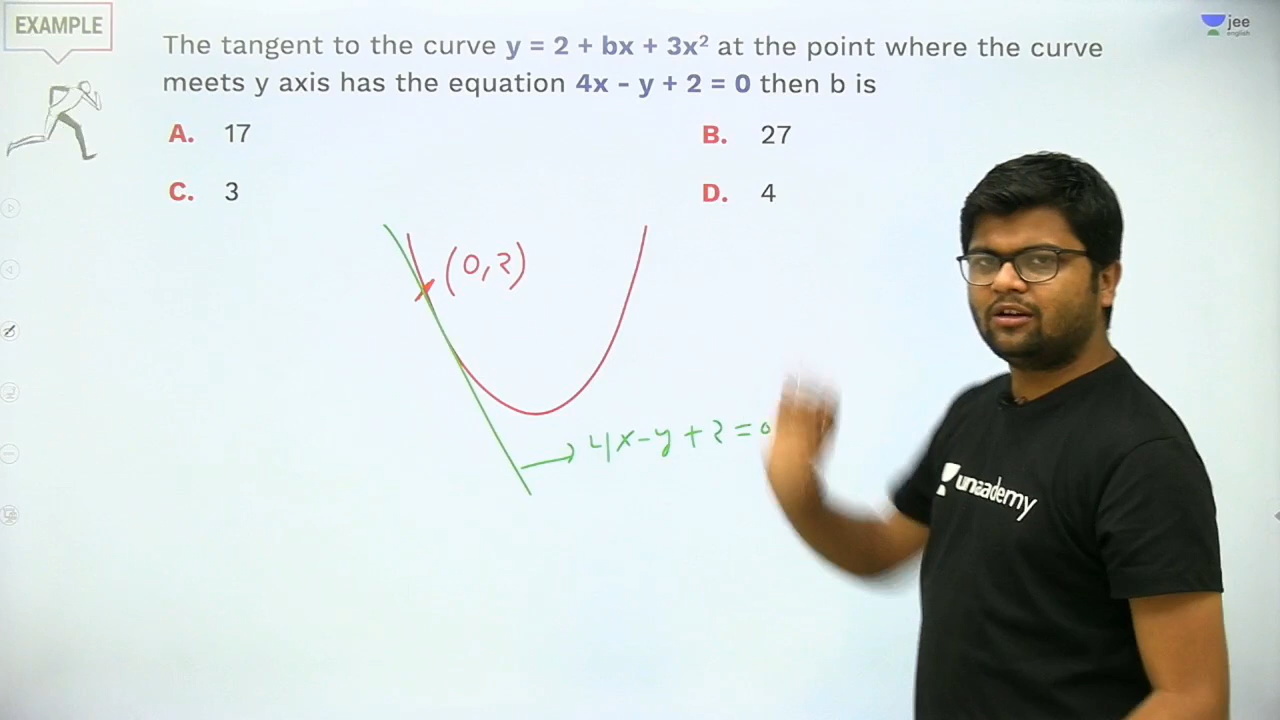 EXAMPLE
jee
english
The tangent to the curve y = 2 + bx + 3x² at the point where the curve
meets y axis has the equation 4x - y + 2 = 0 then b is
A. 17
B. 27
C. 3
D. 4
(0,2)
4x-y+2=0
unacademy